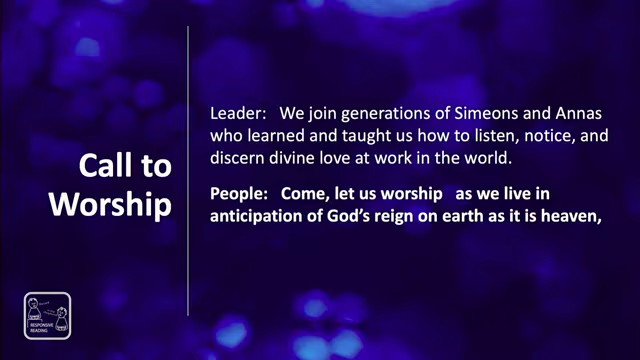 Call to
Worship
Leader: We join generations of Simeons and Annas
who learned and taught us how to listen, notice, and
discern divine love at work in the world.
People: Come, let us worship as we live in
anticipation of God's reign on earth as it is heaven,
RESPONSIVE
READING